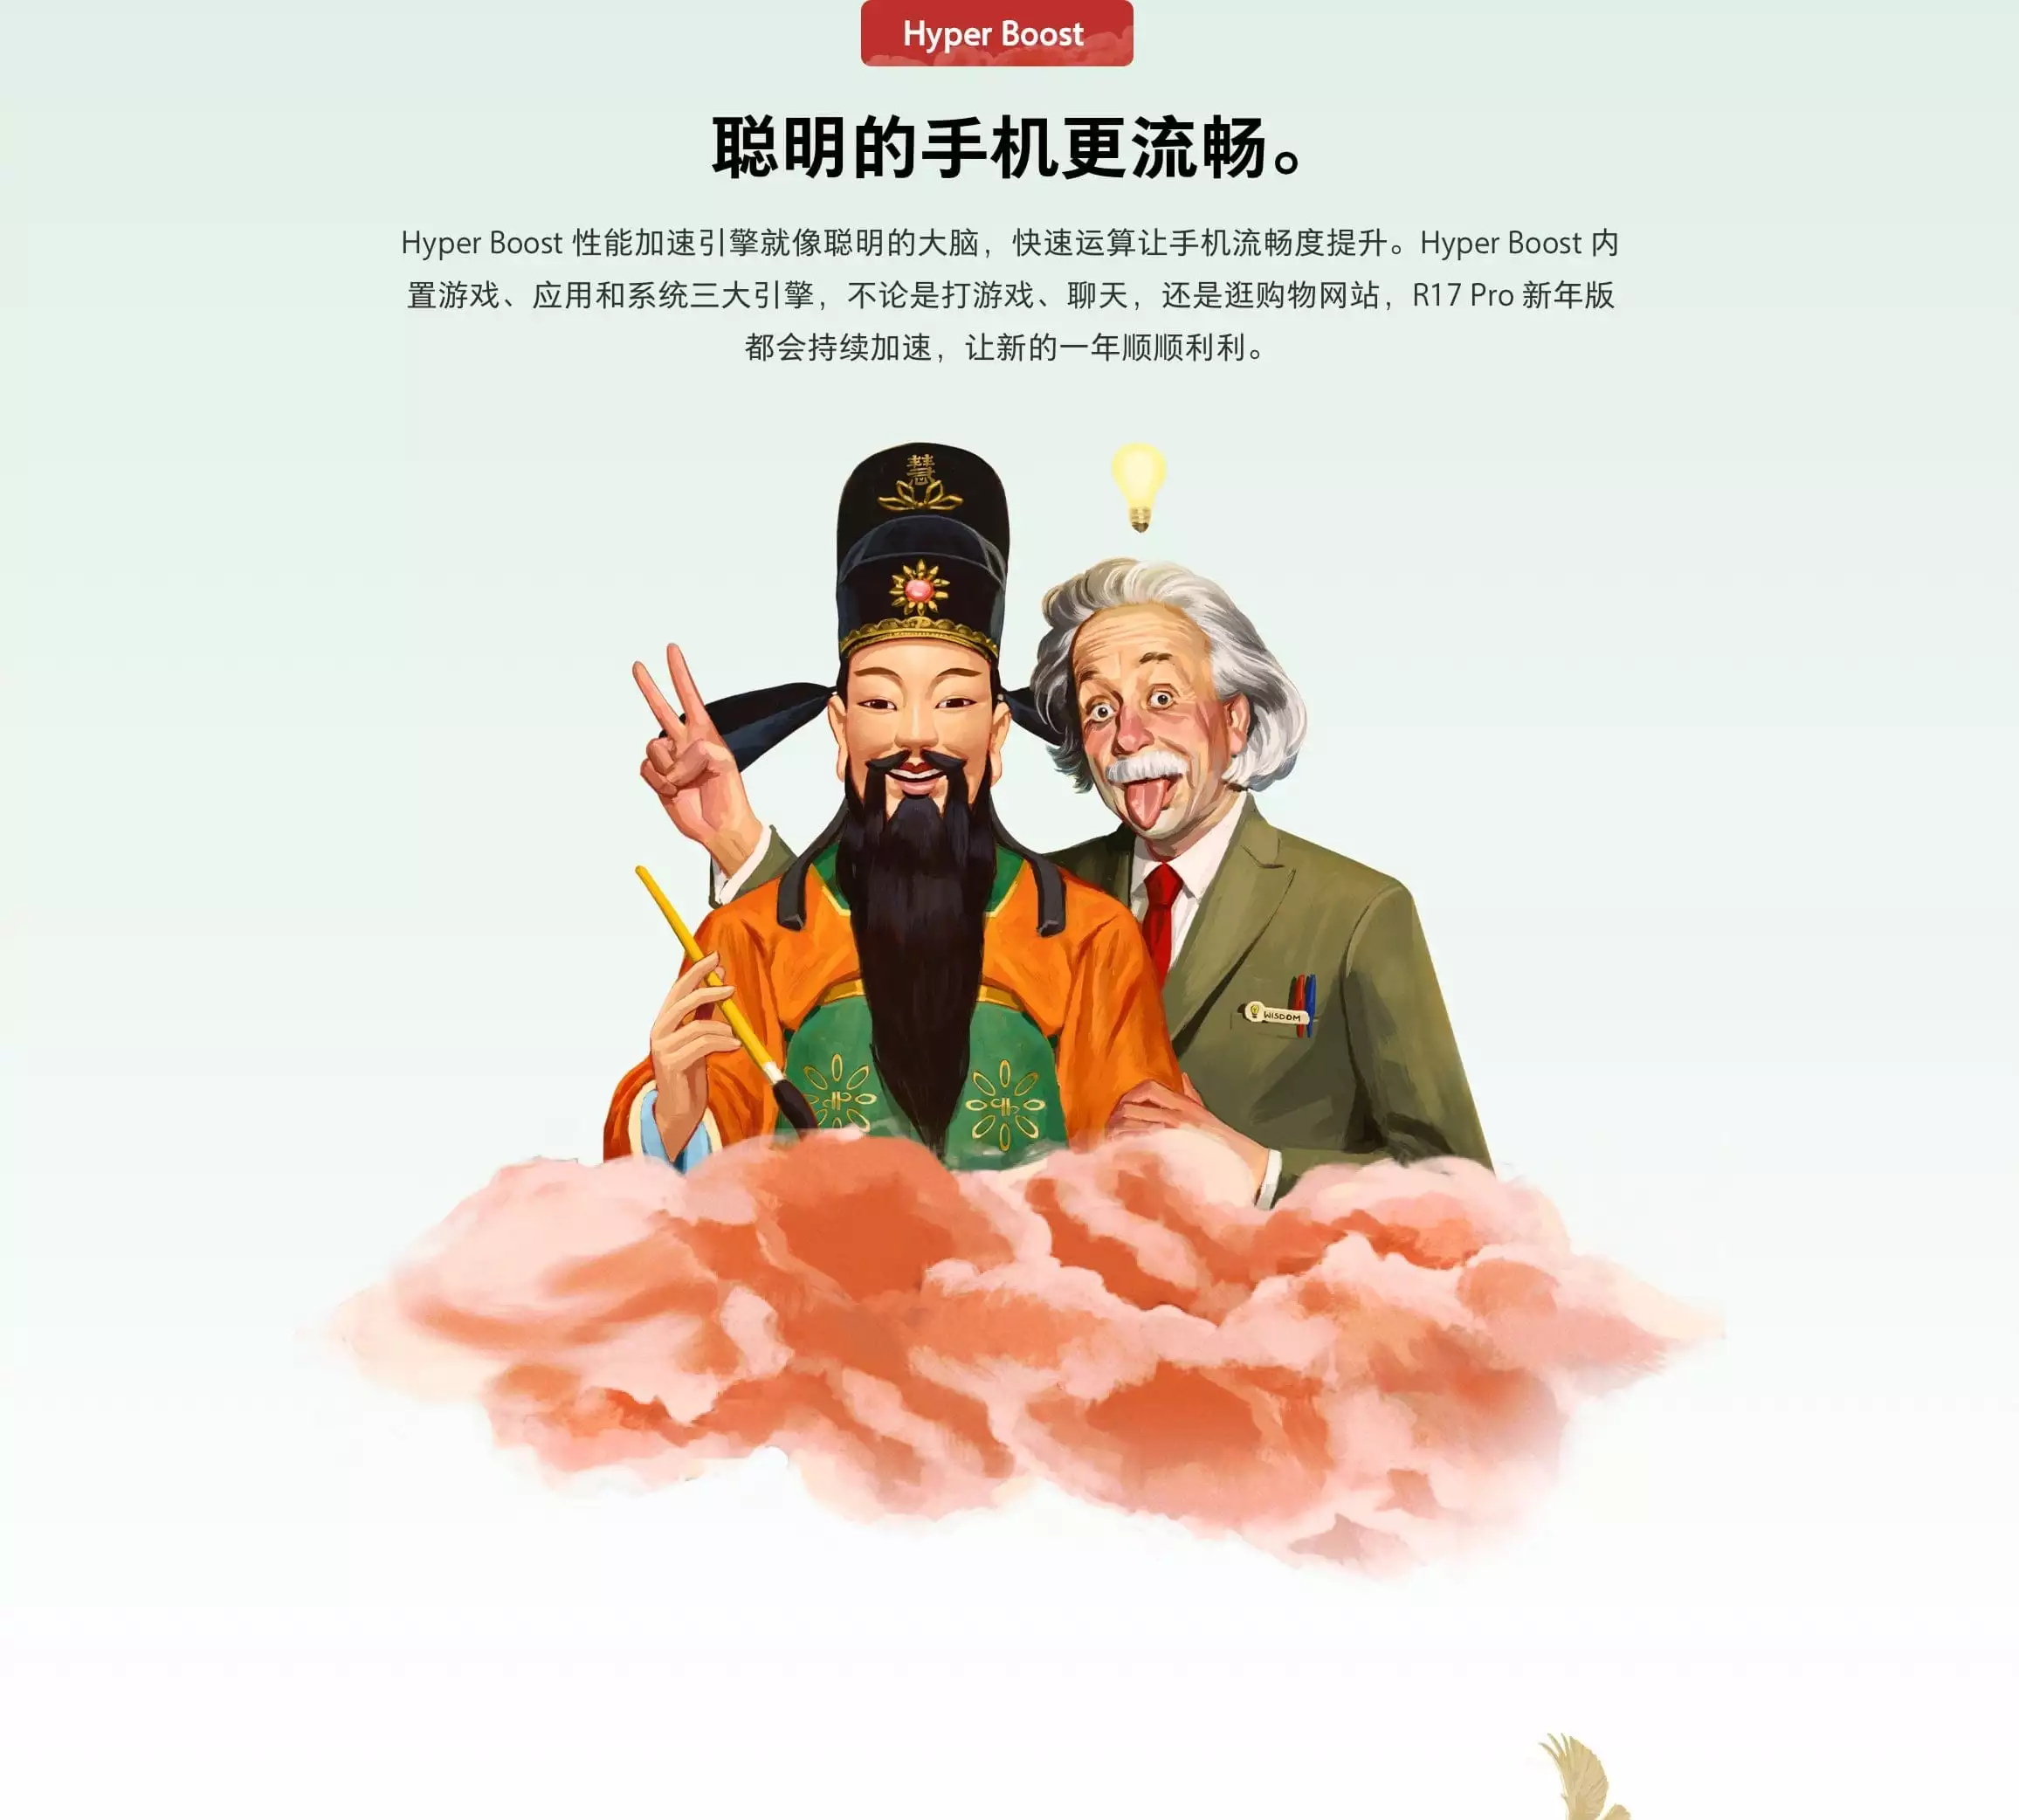 Hyper Boost
聪明的手机更流畅。
Hyper Boost 性能加速引擎就像聪明的大脑，快速运算让手机流畅度提升。Hyper Boost 内
置游戏、应用和系统三大引擎，不论是打游戏、聊天，还是逛购物网站，R17 Pro 新年版
都会持续加速，让新的一年顺顺利利。
慧
WISDOM